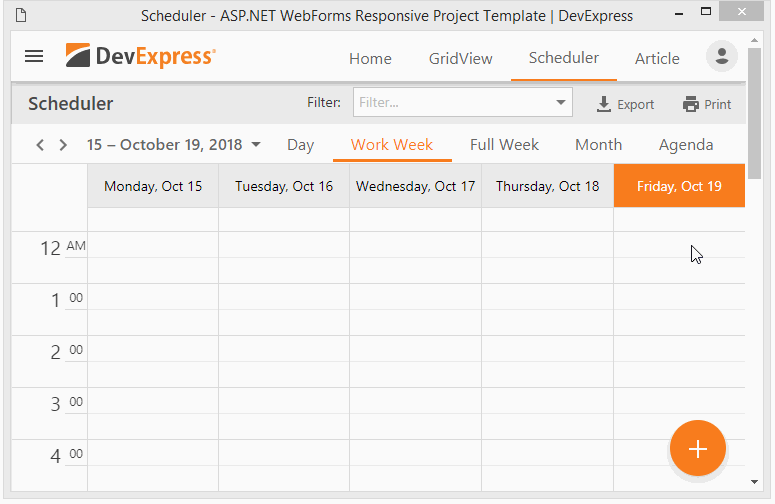 Scheduler - ASP.NET WebForms Responsive Project Template | DevExpress
DevExpress® Home GridView Scheduler Article
Scheduler Filter: Filter... Export Print
15 – October 19, 2018 Day Work Week Full Week Month Agenda
Monday, Oct 15 Tuesday, Oct 16 Wednesday, Oct 17 Thursday, Oct 18 Friday, Oct 19
12 AM
1 00
2 00
3 00
4 00